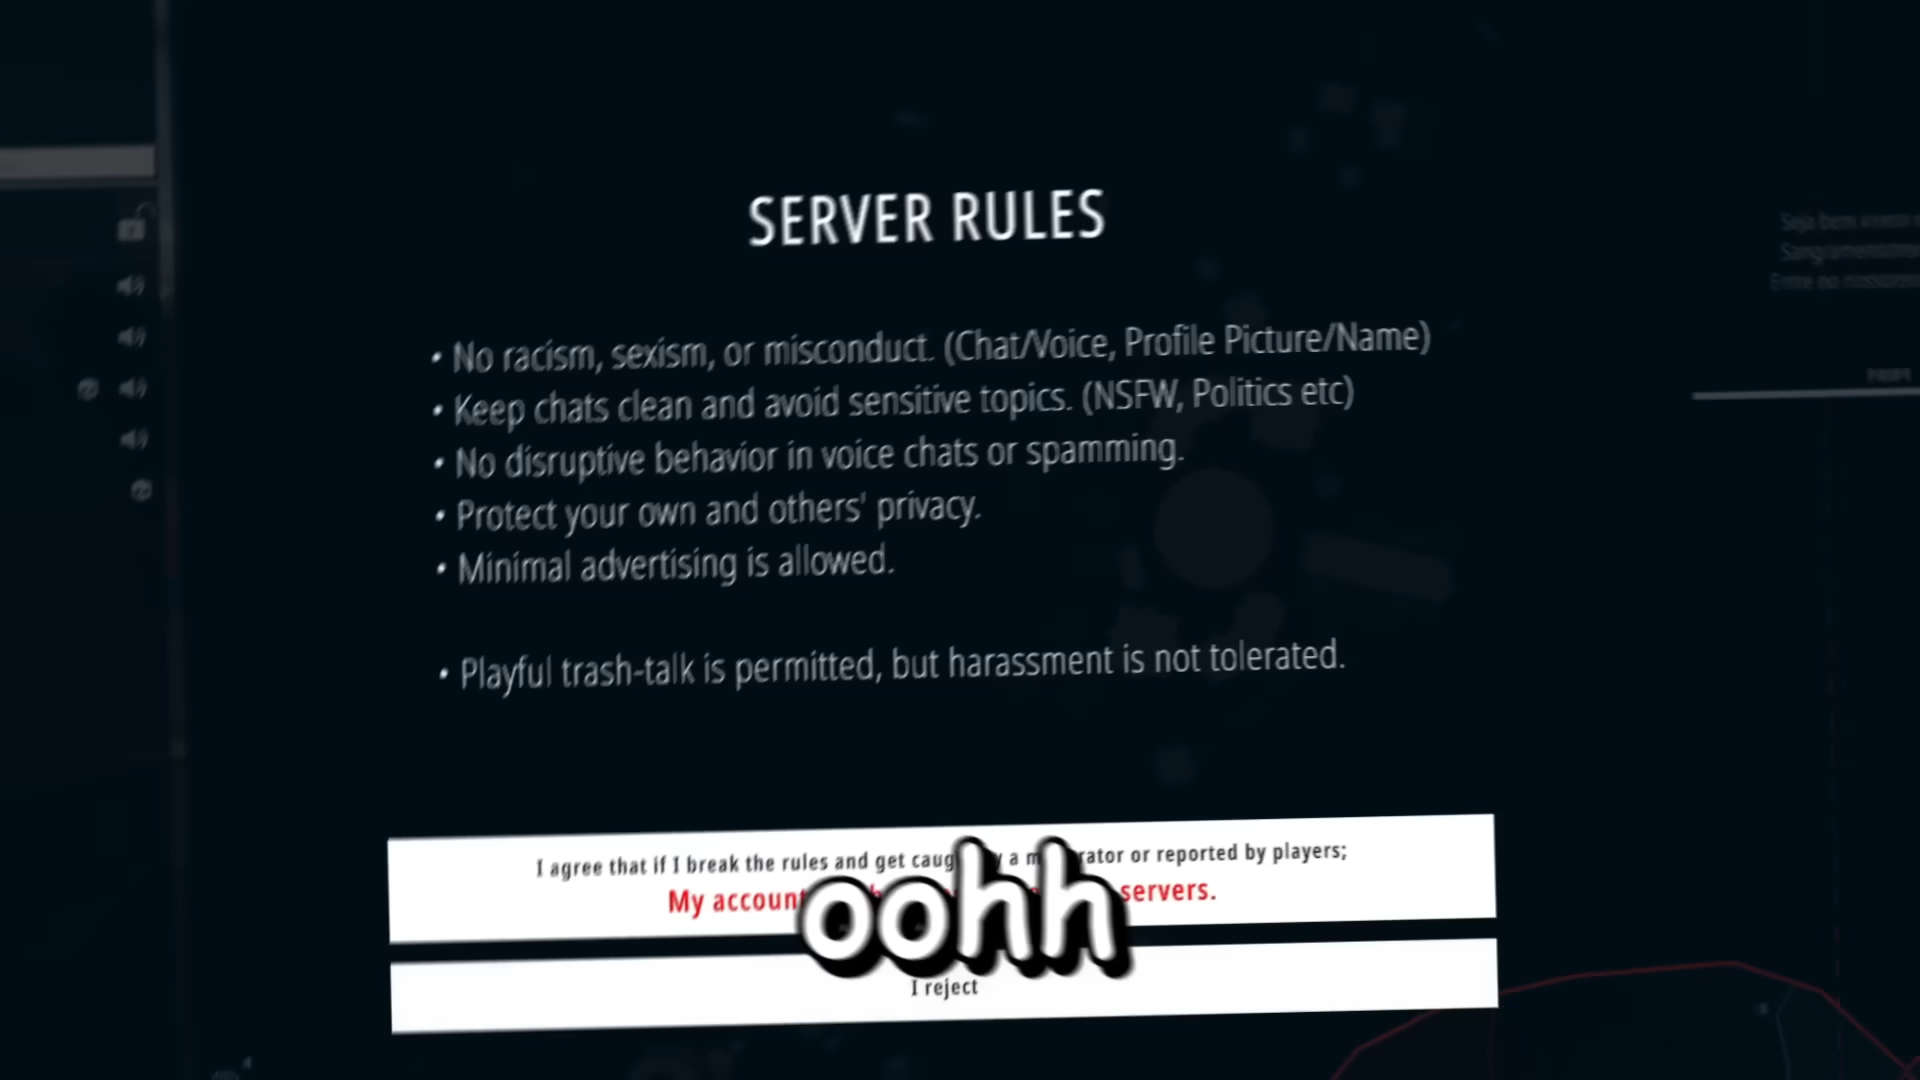 SERVER RULES
• No racism, sexism, or misconduct. (Chat/Voice, Profile Picture/Name)
• Keep chats clean and avoid sensitive topics. (NSFW, Politics etc)
• No disruptive behavior in voice chats or spamming.
• Protect your own and others' privacy.
• Minimal advertising is allowed.
• Playful trash-talk is permitted, but harassment is not tolerated.
I agree that if I break the rules and get or reported by players;
My account servers.
oohh
I reject
Seja bem
4